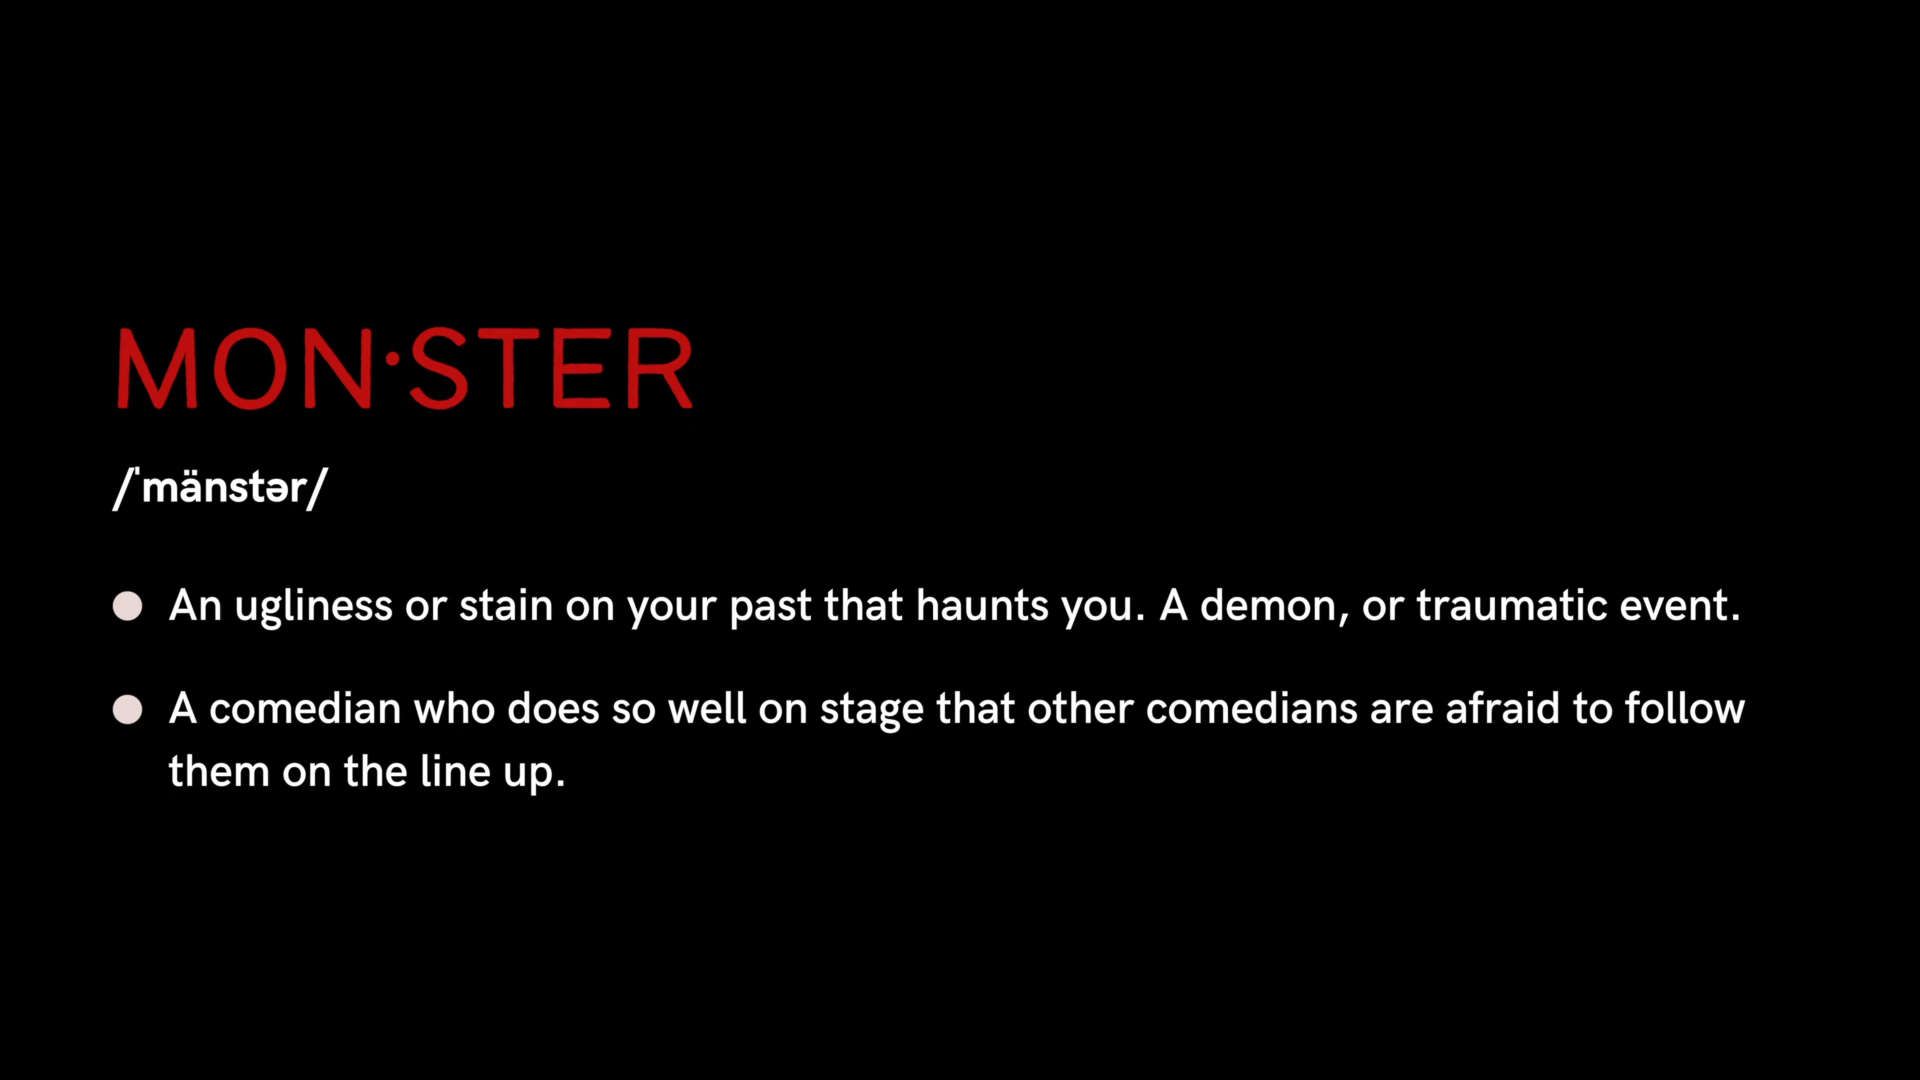 MON·STER
/ˈmänstər/
An ugliness or stain on your past that haunts you. A demon, or traumatic event.
A comedian who does so well on stage that other comedians are afraid to follow
them on the line up.